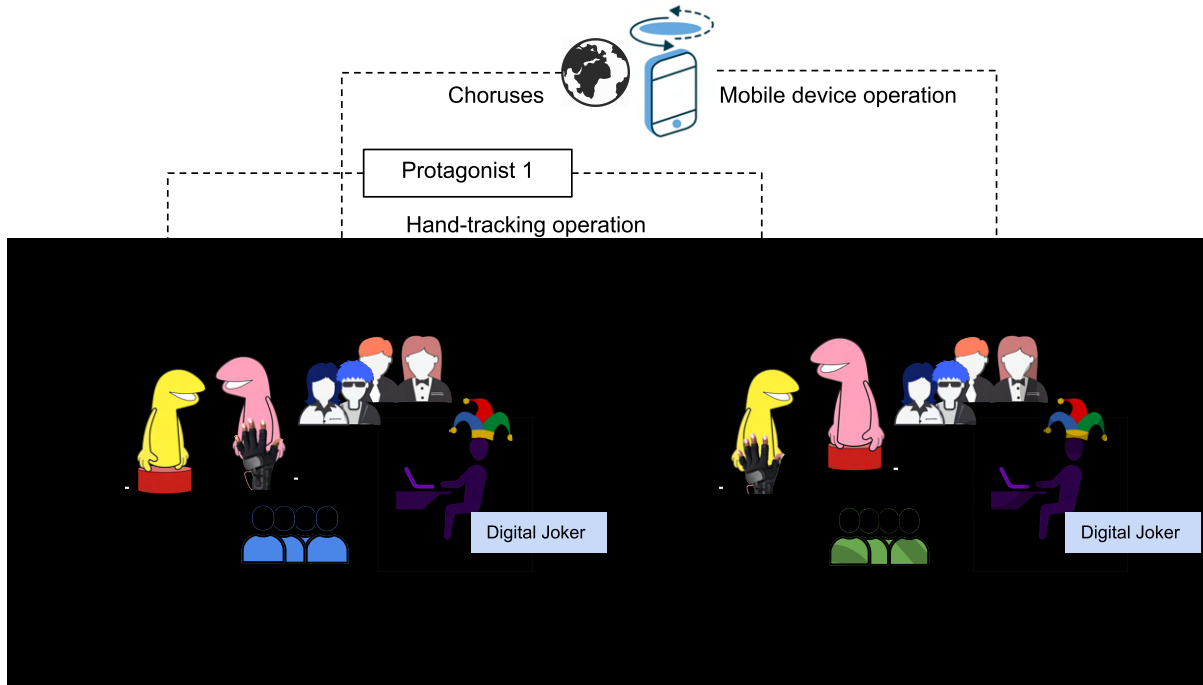 Choruses
Mobile device operation
Protagonist 1
Hand-tracking operation
Digital Joker
Digital Joker